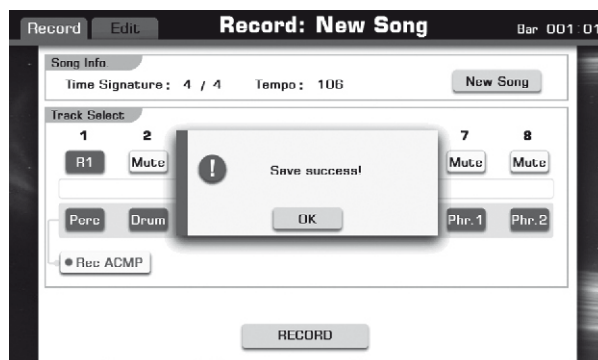 Record Edit Record: New Song Bar 001:01
Song Info
Time Signature: 4 / 4 Tempo: 106 New Song
Track Select
1 2 7 8
R1 Mute Save success! Mute Mute
Perc Drum OK Phr.1 Phr.2
Rec ACMP
RECORD